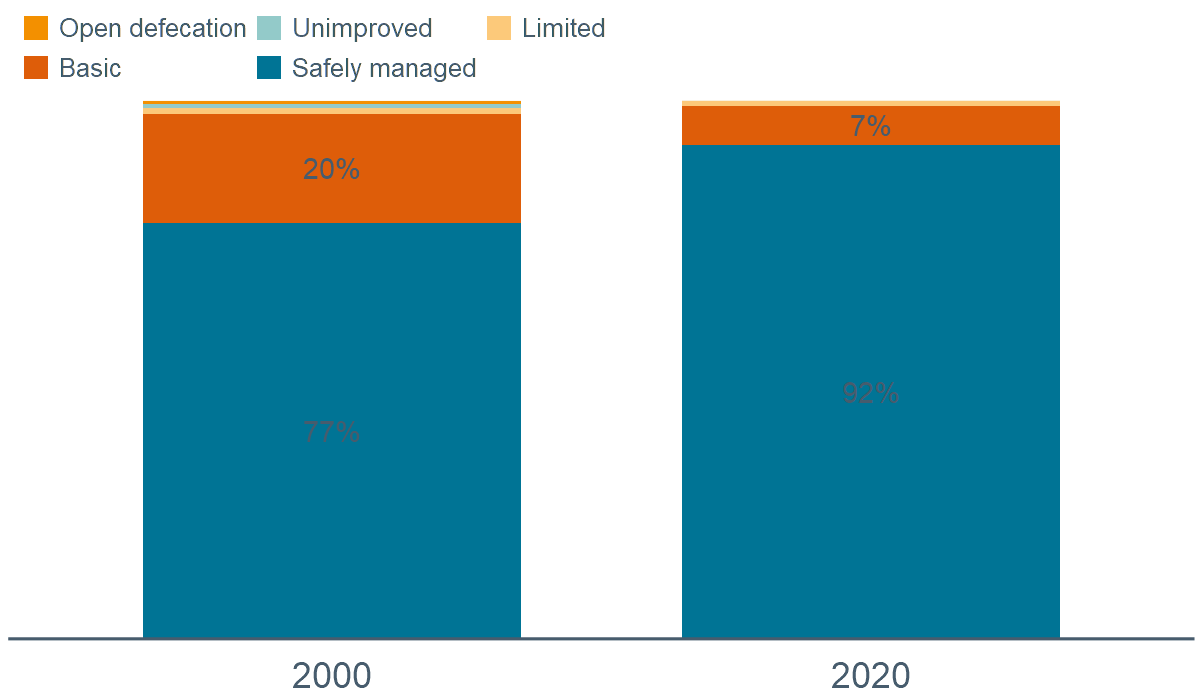 Open defecation Unimproved Limited
Basic Safely managed
7%
20%
92%
77%
2000 2020